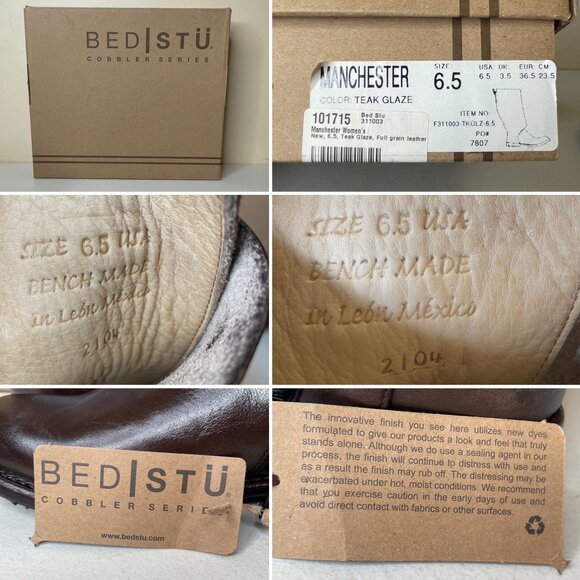 BED|STÜ
COBBLER SERIES
MANCHESTER
COLOR: TEAK GLAZE
SIZE:
6.5
USA: UK: EUR: CM:
6.5 3.5 36.5 23.5
ITEM NO:
F311003-TKGLZ-6.5
PO#
7807
101715
Bed Stu
311003
Manchester Women's
New, 6.5, Teak Glaze, Full grain leather
SIZE 6.5 USA
BENCH MADE
In León México
2104
SIZE 6.5 USA
BENCH MADE
In León México
2104
BED|STÜ
COBBLER SERIE
www.bedstu.com
The innovative finish you see here utilizes new dyes
formulated to give our products a look and feel that truly
stands alone. Although we do use a sealing agent in our
process, the finish will continue to distress with use and
as a result the finish may rub off. The distressing may be
exacerbated under hot, moist conditions. We recommend
that you exercise caution in the early days of use and
avoid direct contact with fabrics or other surfaces.